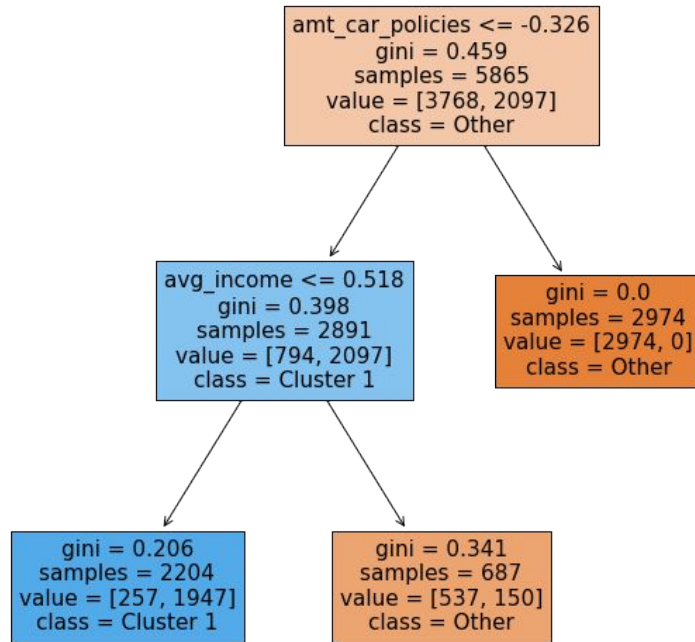 amt_car_policies <= -0.326
gini = 0.459
samples = 5865
value = [3768, 2097]
class = Other
avg_income <= 0.518
gini = 0.398
samples = 2891
value = [794, 2097]
class = Cluster 1
gini = 0.0
samples = 2974
value = [2974, 0]
class = Other
gini = 0.206
samples = 2204
value = [257, 1947]
class = Cluster 1
gini = 0.341
samples = 687
value = [537, 150]
class = Other